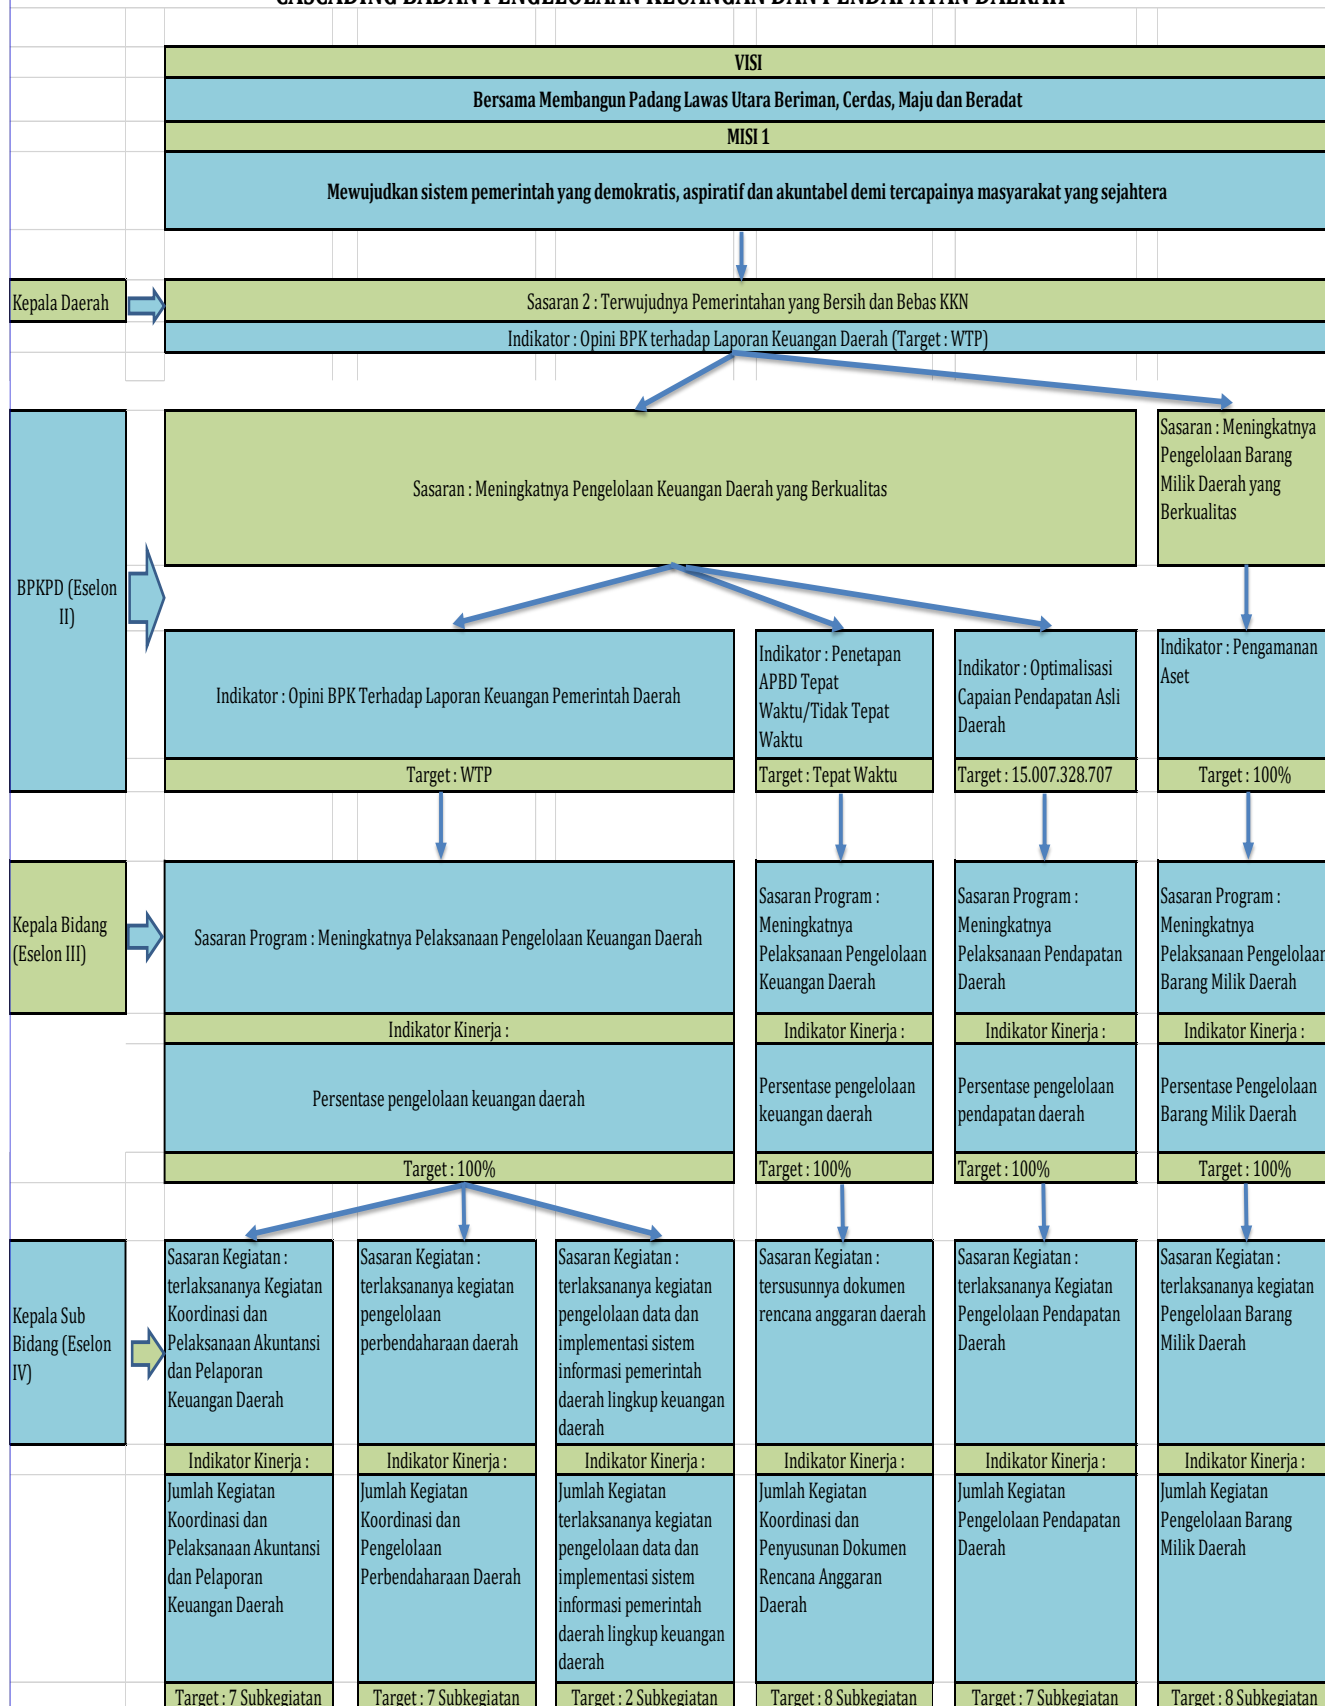 CASCADING BADAN PENGELOLAAN KEUANGAN DAN PENDAPATAN DAERAH
VISI
Bersama Membangun Padang Lawas Utara Beriman, Cerdas, Maju dan Beradat
MISI 1
Mewujudkan sistem pemerintah yang demokratis, aspiratif dan akuntabel demi tercapainya masyarakat yang sejahtera
Kepala Daerah
Sasaran 2 : Terwujudnya Pemerintahan yang Bersih dan Bebas KKN
Indikator : Opini BPK terhadap Laporan Keuangan Daerah (Target : WTP)
BPKPD (Eselon
II)
Sasaran : Meningkatnya Pengelolaan Keuangan Daerah yang Berkualitas
Sasaran : Meningkatnya
Pengelolaan Barang
Milik Daerah yang
Berkualitas
Indikator : Opini BPK Terhadap Laporan Keuangan Pemerintah Daerah
Target : WTP
Indikator : Penetapan
APBD Tepat
Waktu/Tidak Tepat
Waktu
Target : Tepat Waktu
Indikator : Optimalisasi
Capaian Pendapatan Asli
Daerah
Target : 15.007.328.707
Indikator : Pengamanan
Aset
Target : 100%
Kepala Bidang
(Eselon III)
Sasaran Program : Meningkatnya Pelaksanaan Pengelolaan Keuangan Daerah
Indikator Kinerja :
Persentase pengelolaan keuangan daerah
Target : 100%
Sasaran Program :
Meningkatnya
Pelaksanaan Pengelolaan
Keuangan Daerah
Indikator Kinerja :
Persentase pengelolaan
keuangan daerah
Target : 100%
Sasaran Program :
Meningkatnya
Pelaksanaan Pendapatan
Daerah
Indikator Kinerja :
Persentase pengelolaan
pendapatan daerah
Target : 100%
Sasaran Program :
Meningkatnya
Pelaksanaan Pengelolaan
Barang Milik Daerah
Indikator Kinerja :
Persentase Pengelolaan
Barang Milik Daerah
Target : 100%
Kepala Sub
Bidang (Eselon
IV)
Sasaran Kegiatan :
terlaksananya Kegiatan
Koordinasi dan
Pelaksanaan Akuntansi
dan Pelaporan
Keuangan Daerah
Indikator Kinerja :
Jumlah Kegiatan
Koordinasi dan
Pelaksanaan Akuntansi
dan Pelaporan
Keuangan Daerah
Target : 7 Subkegiatan
Sasaran Kegiatan :
terlaksananya kegiatan
pengelolaan
perbendaharaan daerah
Indikator Kinerja :
Jumlah Kegiatan
Koordinasi dan
Pengelolaan
Perbendaharaan Daerah
Target : 7 Subkegiatan
Sasaran Kegiatan :
terlaksananya kegiatan
pengelolaan data dan
implementasi sistem
informasi pemerintah
daerah lingkup keuangan
daerah
Indikator Kinerja :
Jumlah Kegiatan
terlaksananya kegiatan
pengelolaan data dan
implementasi sistem
informasi pemerintah
daerah lingkup keuangan
daerah
Target : 2 Subkegiatan
Sasaran Kegiatan :
tersusunnya dokumen
rencana anggaran daerah
Indikator Kinerja :
Jumlah Kegiatan
Koordinasi dan
Penyusunan Dokumen
Rencana Anggaran
Daerah
Target : 8 Subkegiatan
Sasaran Kegiatan :
terlaksananya Kegiatan
Pengelolaan Pendapatan
Daerah
Indikator Kinerja :
Jumlah Kegiatan
Pengelolaan Pendapatan
Daerah
Target : 7 Subkegiatan
Sasaran Kegiatan :
terlaksananya kegiatan
Pengelolaan Barang
Milik Daerah
Indikator Kinerja :
Jumlah Kegiatan
Pengelolaan Barang
Milik Daerah
Target : 8 Subkegiatan